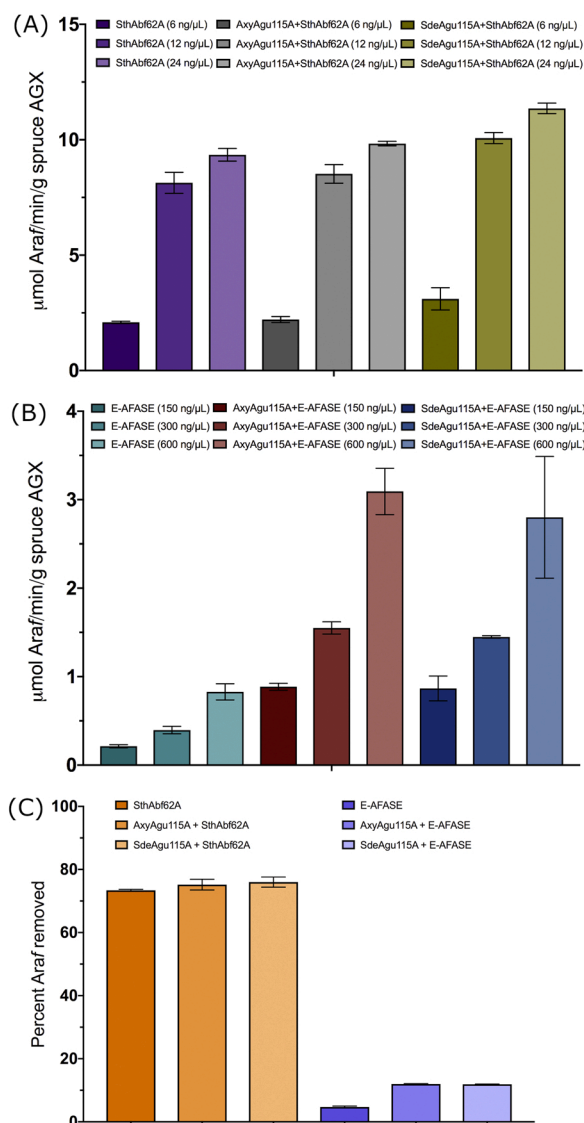 (A)
SthAbf62A (6 ng/μL) AxyAgu115A+SthAbf62A (6 ng/μL) SdeAgu115A+SthAbf62A (6 ng/μL)
SthAbf62A (12 ng/μL) AxyAgu115A+SthAbf62A (12 ng/μL) SdeAgu115A+SthAbf62A (12 ng/μL)
SthAbf62A (24 ng/μL) AxyAgu115A+SthAbf62A (24 ng/μL) SdeAgu115A+SthAbf62A (24 ng/μL)
μmol Araf/min/g spruce AGX
15
10
5
0
(B)
E-AFASE (150 ng/μL) AxyAgu115A+E-AFASE (150 ng/μL) SdeAgu115A+E-AFASE (150 ng/μL)
E-AFASE (300 ng/μL) AxyAgu115A+E-AFASE (300 ng/μL) SdeAgu115A+E-AFASE (300 ng/μL)
E-AFASE (600 ng/μL) AxyAgu115A+E-AFASE (600 ng/μL) SdeAgu115A+E-AFASE (600 ng/μL)
μmol Araf/min/g spruce AGX
4
3
2
1
0
(C)
SthAbf62A E-AFASE
AxyAgu115A + SthAbf62A AxyAgu115A + E-AFASE
SdeAgu115A + SthAbf62A SdeAgu115A + E-AFASE
Percent Araf removed
100
80
60
40
20
0